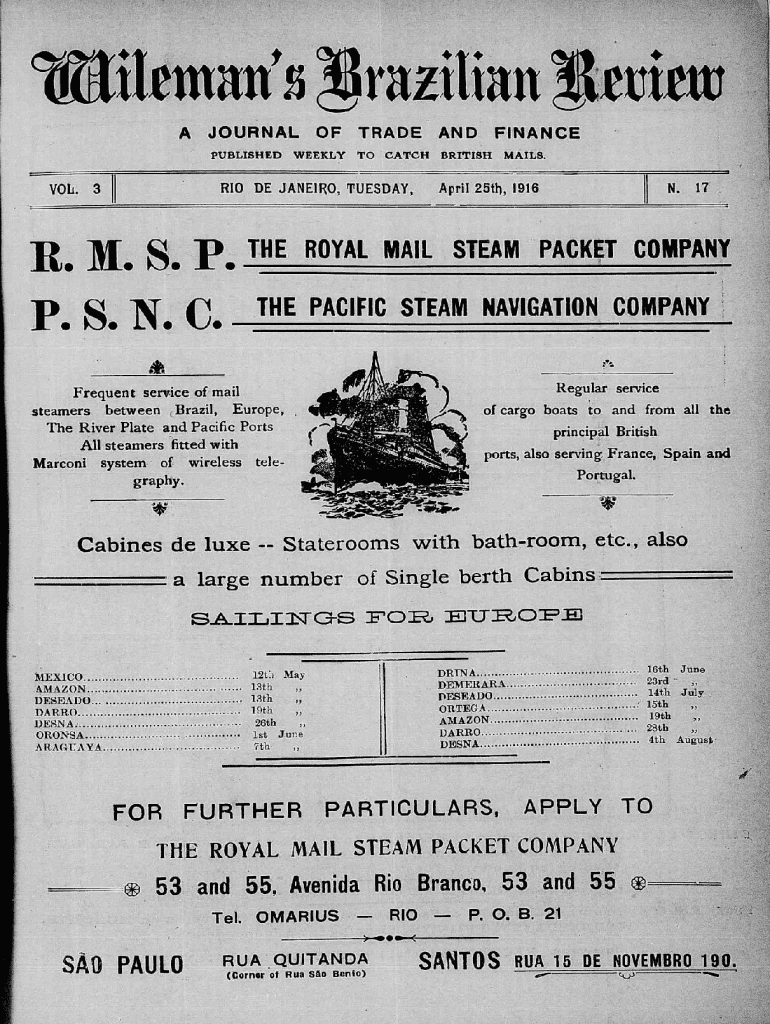 Wileman's Brazilian Review
A JOURNAL OF TRADE AND FINANCE
PUBLISHED WEEKLY TO CATCH BRITISH MAILS.
VOL. 3 RIO DE JANEIRO, TUESDAY, April 25th, 1916 N. 17
R. M. S. P. THE ROYAL MAIL STEAM PACKET COMPANY
P. S. N. C. THE PACIFIC STEAM NAVIGATION COMPANY
Frequent service of mail
steamers between Brazil, Europe,
The River Plate and Pacific Ports
All steamers fitted with
Marconi system of wireless tele-
graphy.
Regular service
of cargo boats to and from all the
principal British
ports, also serving France, Spain and
Portugal.
Cabines de luxe -- Staterooms with bath-room, etc., also
a large number of Single berth Cabins
SAILINGS FOR EUROPE
MEXICO 12th May
AMAZON 13th ,,
DESEADO 13th ,,
DARRO 19th ,,
DESNA 26th ,,
ORONSA 1st June
ARAGUAYA 7th ,,
DRINA 16th June
DEMERARA 23rd ,,
DESEADO 14th July
ORTEGA 15th ,,
AMAZON 19th ,,
DARRO 28th ,,
DESNA 4th August
FOR FURTHER PARTICULARS, APPLY TO
THE ROYAL MAIL STEAM PACKET COMPANY
53 and 55, Avenida Rio Branco, 53 and 55
Tel. OMARIUS — RIO — P. O. B. 21
SÃO PAULO RUA QUITANDA SANTOS RUA 15 DE NOVEMBRO 190.
(Corner of Rua São Bento)